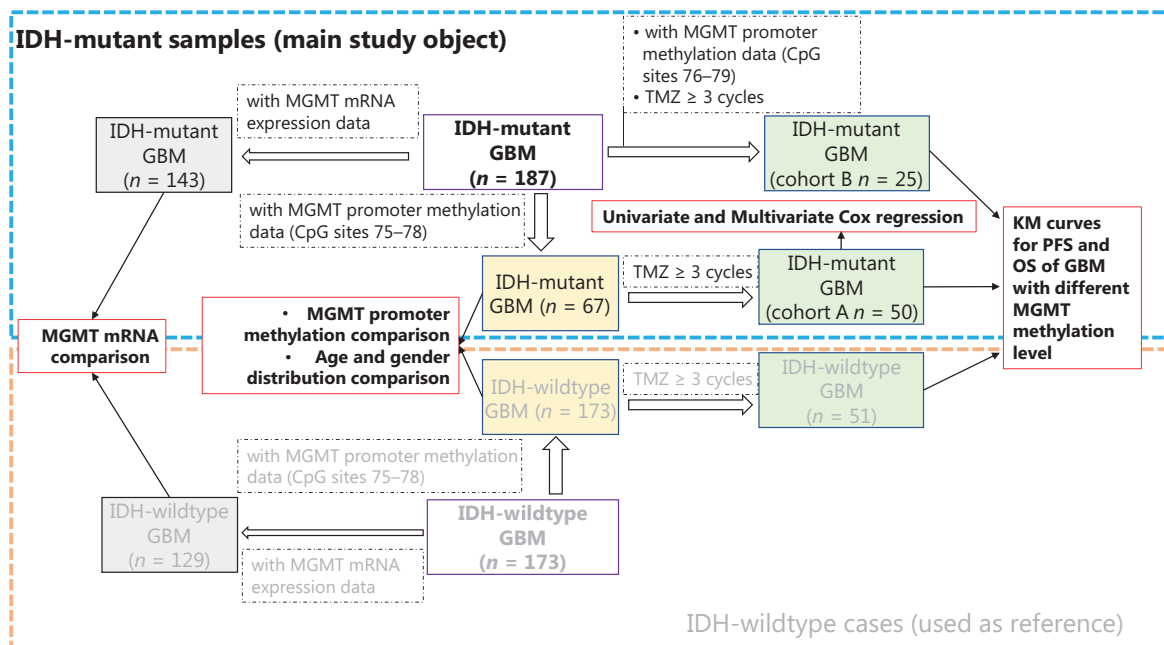 IDH-mutant samples (main study object)
• with MGMT promoter
methylation data (CpG
sites 76–79)
• TMZ ≥ 3 cycles
with MGMT mRNA
expression data
IDH-mutant
GBM
(n = 143)
IDH-mutant
GBM
(n = 187)
IDH-mutant
GBM
(cohort B n = 25)
with MGMT promoter methylation
data (CpG sites 75–78)
Univariate and Multivariate Cox regression
KM curves
for PFS and
OS of GBM
with different
MGMT
methylation
level
IDH-mutant
GBM (n = 67)
TMZ ≥ 3 cycles
IDH-mutant
GBM
(cohort A n = 50)
MGMT mRNA
comparison
• MGMT promoter
methylation comparison
• Age and gender
distribution comparison
IDH-wildtype
GBM (n = 173)
TMZ ≥ 3 cycles
IDH-wildtype
GBM
(n = 51)
with MGMT promoter methylation
data (CpG sites 75–78)
IDH-wildtype
GBM
(n = 129)
IDH-wildtype
GBM
(n = 173)
with MGMT mRNA
expression data
IDH-wildtype cases (used as reference)